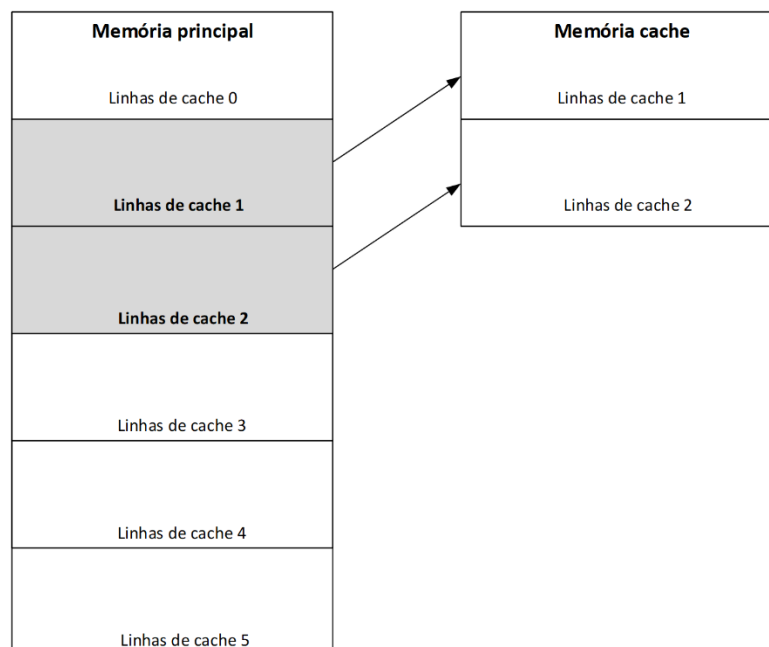 Memória principal
Linhas de cache 0
Linhas de cache 1
Linhas de cache 2
Linhas de cache 3
Linhas de cache 4
Linhas de cache 5
Memória cache
Linhas de cache 1
Linhas de cache 2